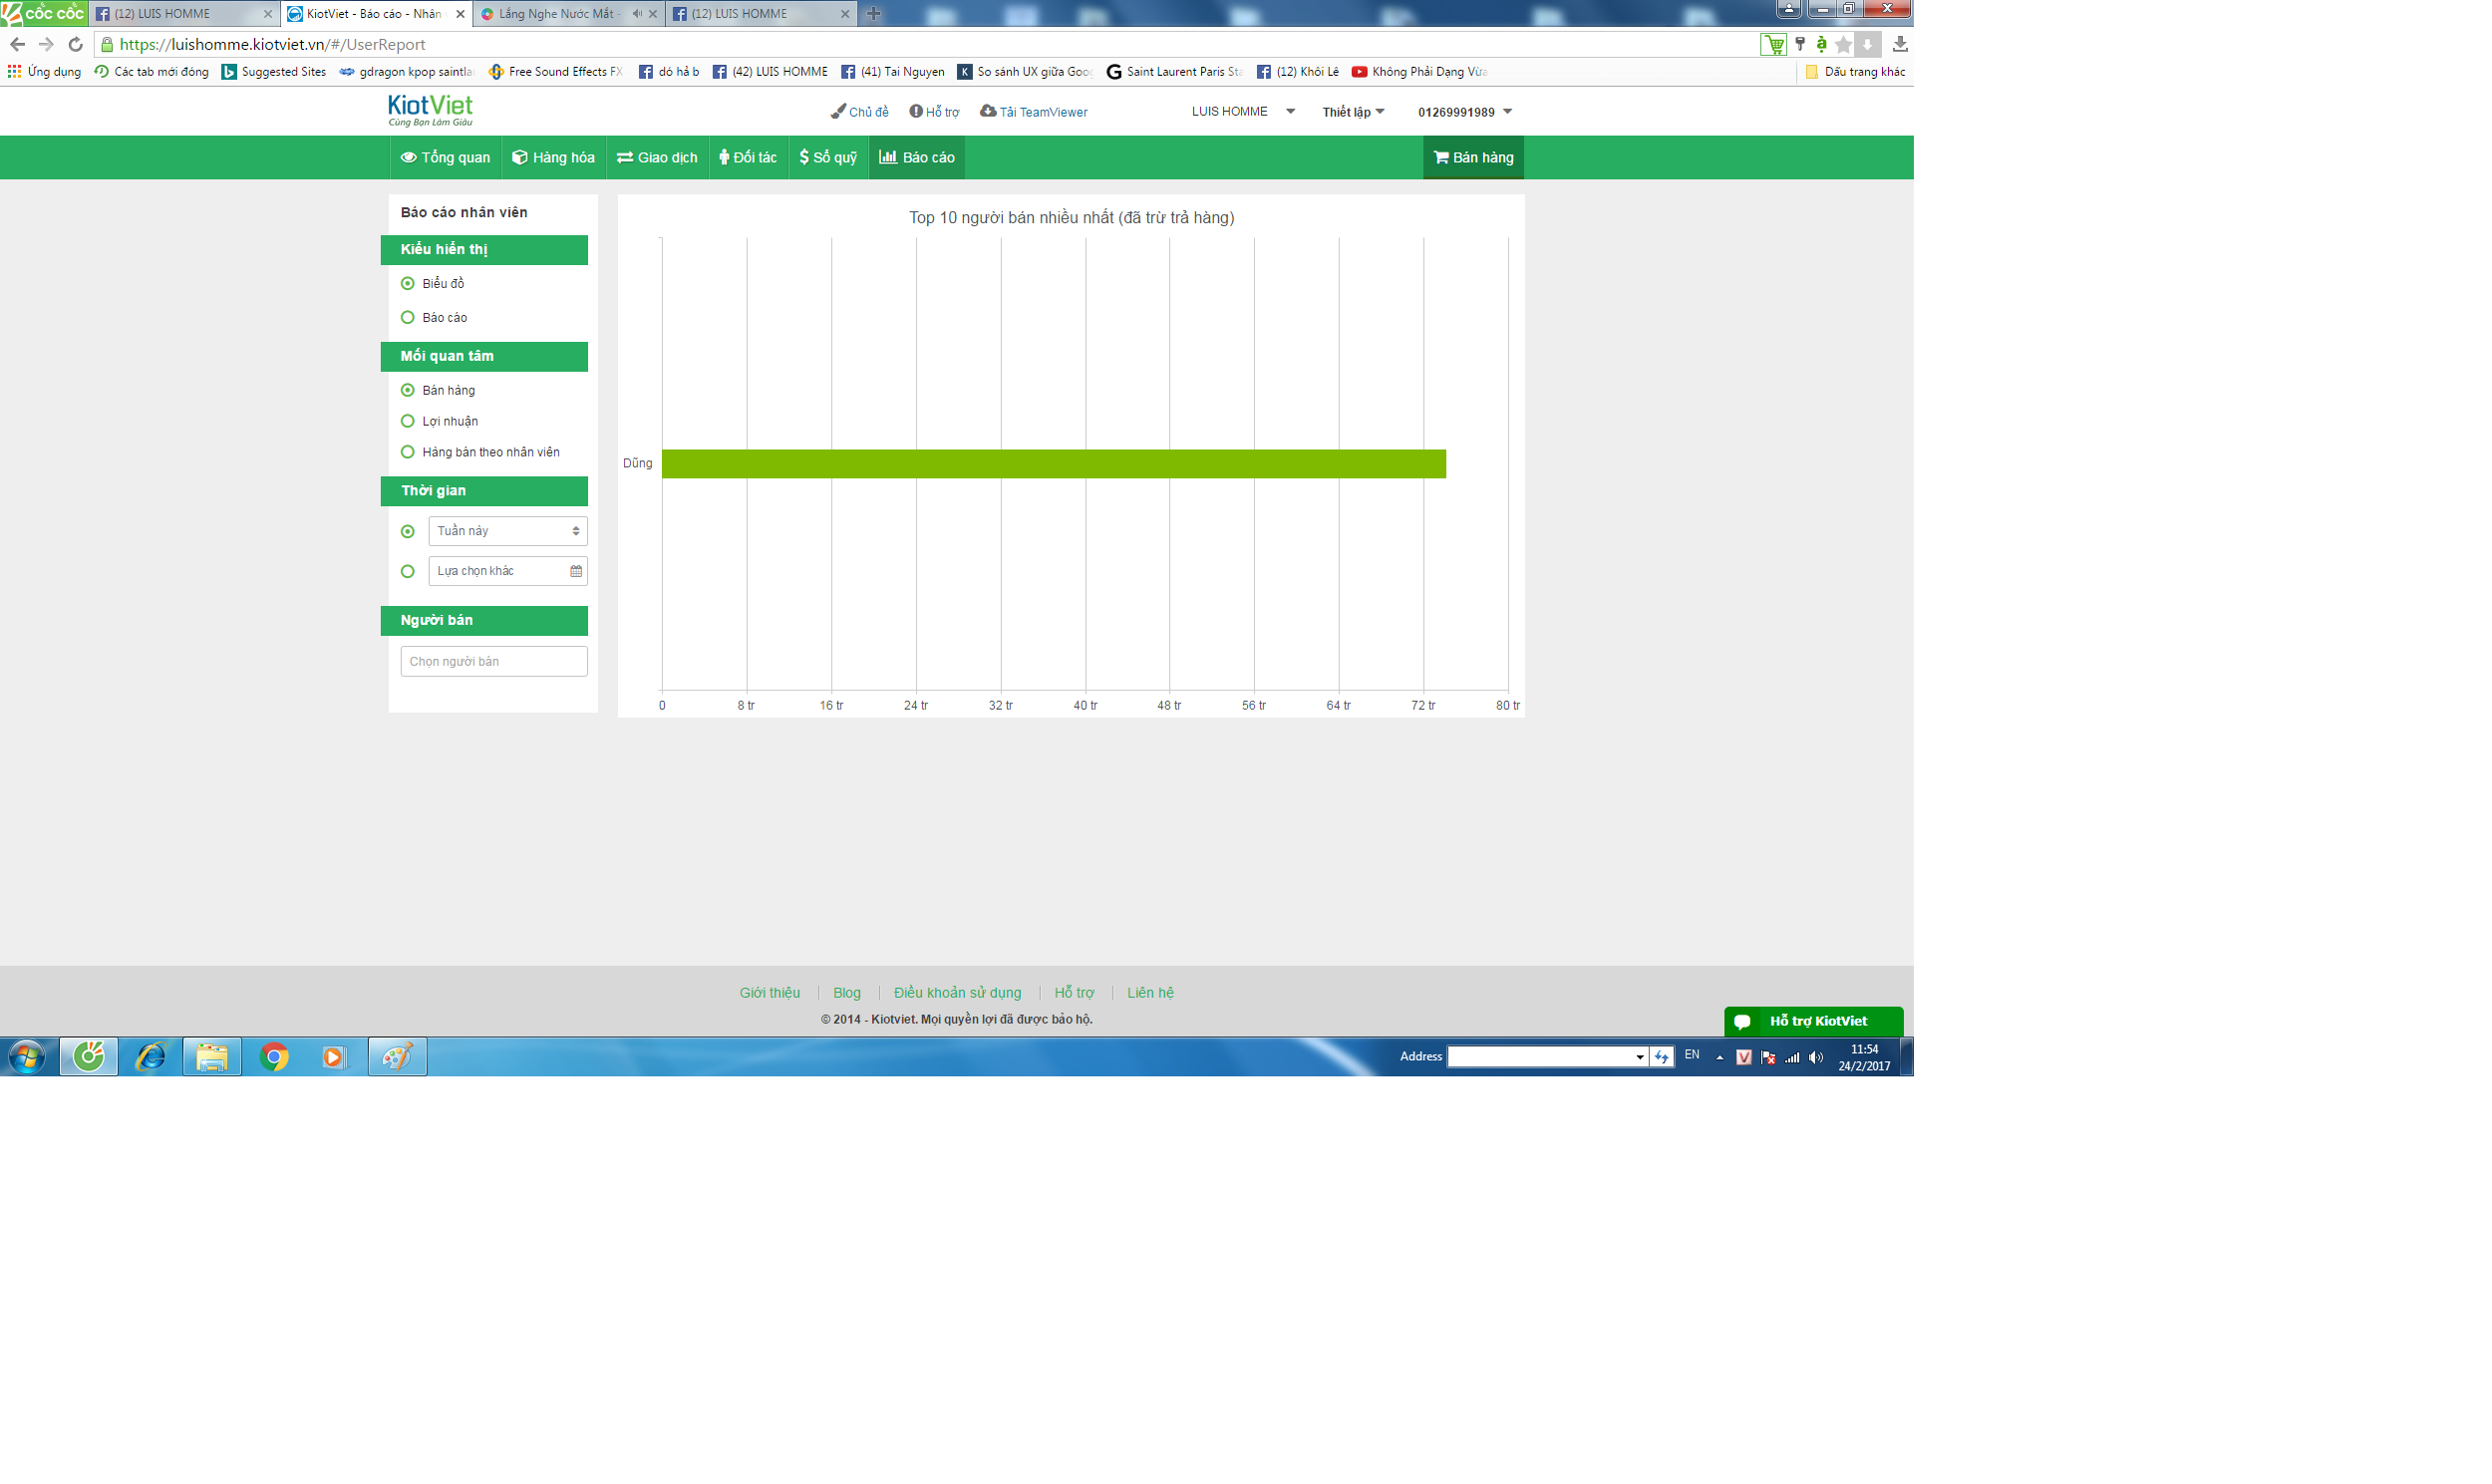 cốc cốc (12) LUIS HOMME KiotViet - Báo cáo - Nhân Lắng Nghe Nước Mắt - (12) LUIS HOMME
https://luishomme.kiotviet.vn/#/UserReport
Ứng dụng Các tab mới đóng Suggested Sites gdragon kpop saintla Free Sound Effects FX dó hả b (42) LUIS HOMME (41) Tai Nguyen So sánh UX giữa Goog Saint Laurent Paris Sta (12) Khôi Lê Không Phải Dạng Vừa Dấu trang khác
KiotViet
Cùng Bạn Làm Giàu
Chủ đề Hỗ trợ Tải TeamViewer LUIS HOMME Thiết lập 01269991989
Tổng quan Hàng hóa Giao dịch Đối tác Sổ quỹ Báo cáo Bán hàng
Báo cáo nhân viên
Kiểu hiển thị
Biểu đồ
Báo cáo
Mối quan tâm
Bán hàng
Lợi nhuận
Hàng bán theo nhân viên
Thời gian
Tuần này
Lựa chọn khác
Người bán
Chọn người bán
Top 10 người bán nhiều nhất (đã trừ trả hàng)
Dũng
0 8 tr 16 tr 24 tr 32 tr 40 tr 48 tr 56 tr 64 tr 72 tr 80 tr
Giới thiệu Blog Điều khoản sử dụng Hỗ trợ Liên hệ
© 2014 - Kiotviet. Mọi quyền lợi đã được bảo hộ.
Hỗ trợ KiotViet
Address EN 11:54
24/2/2017